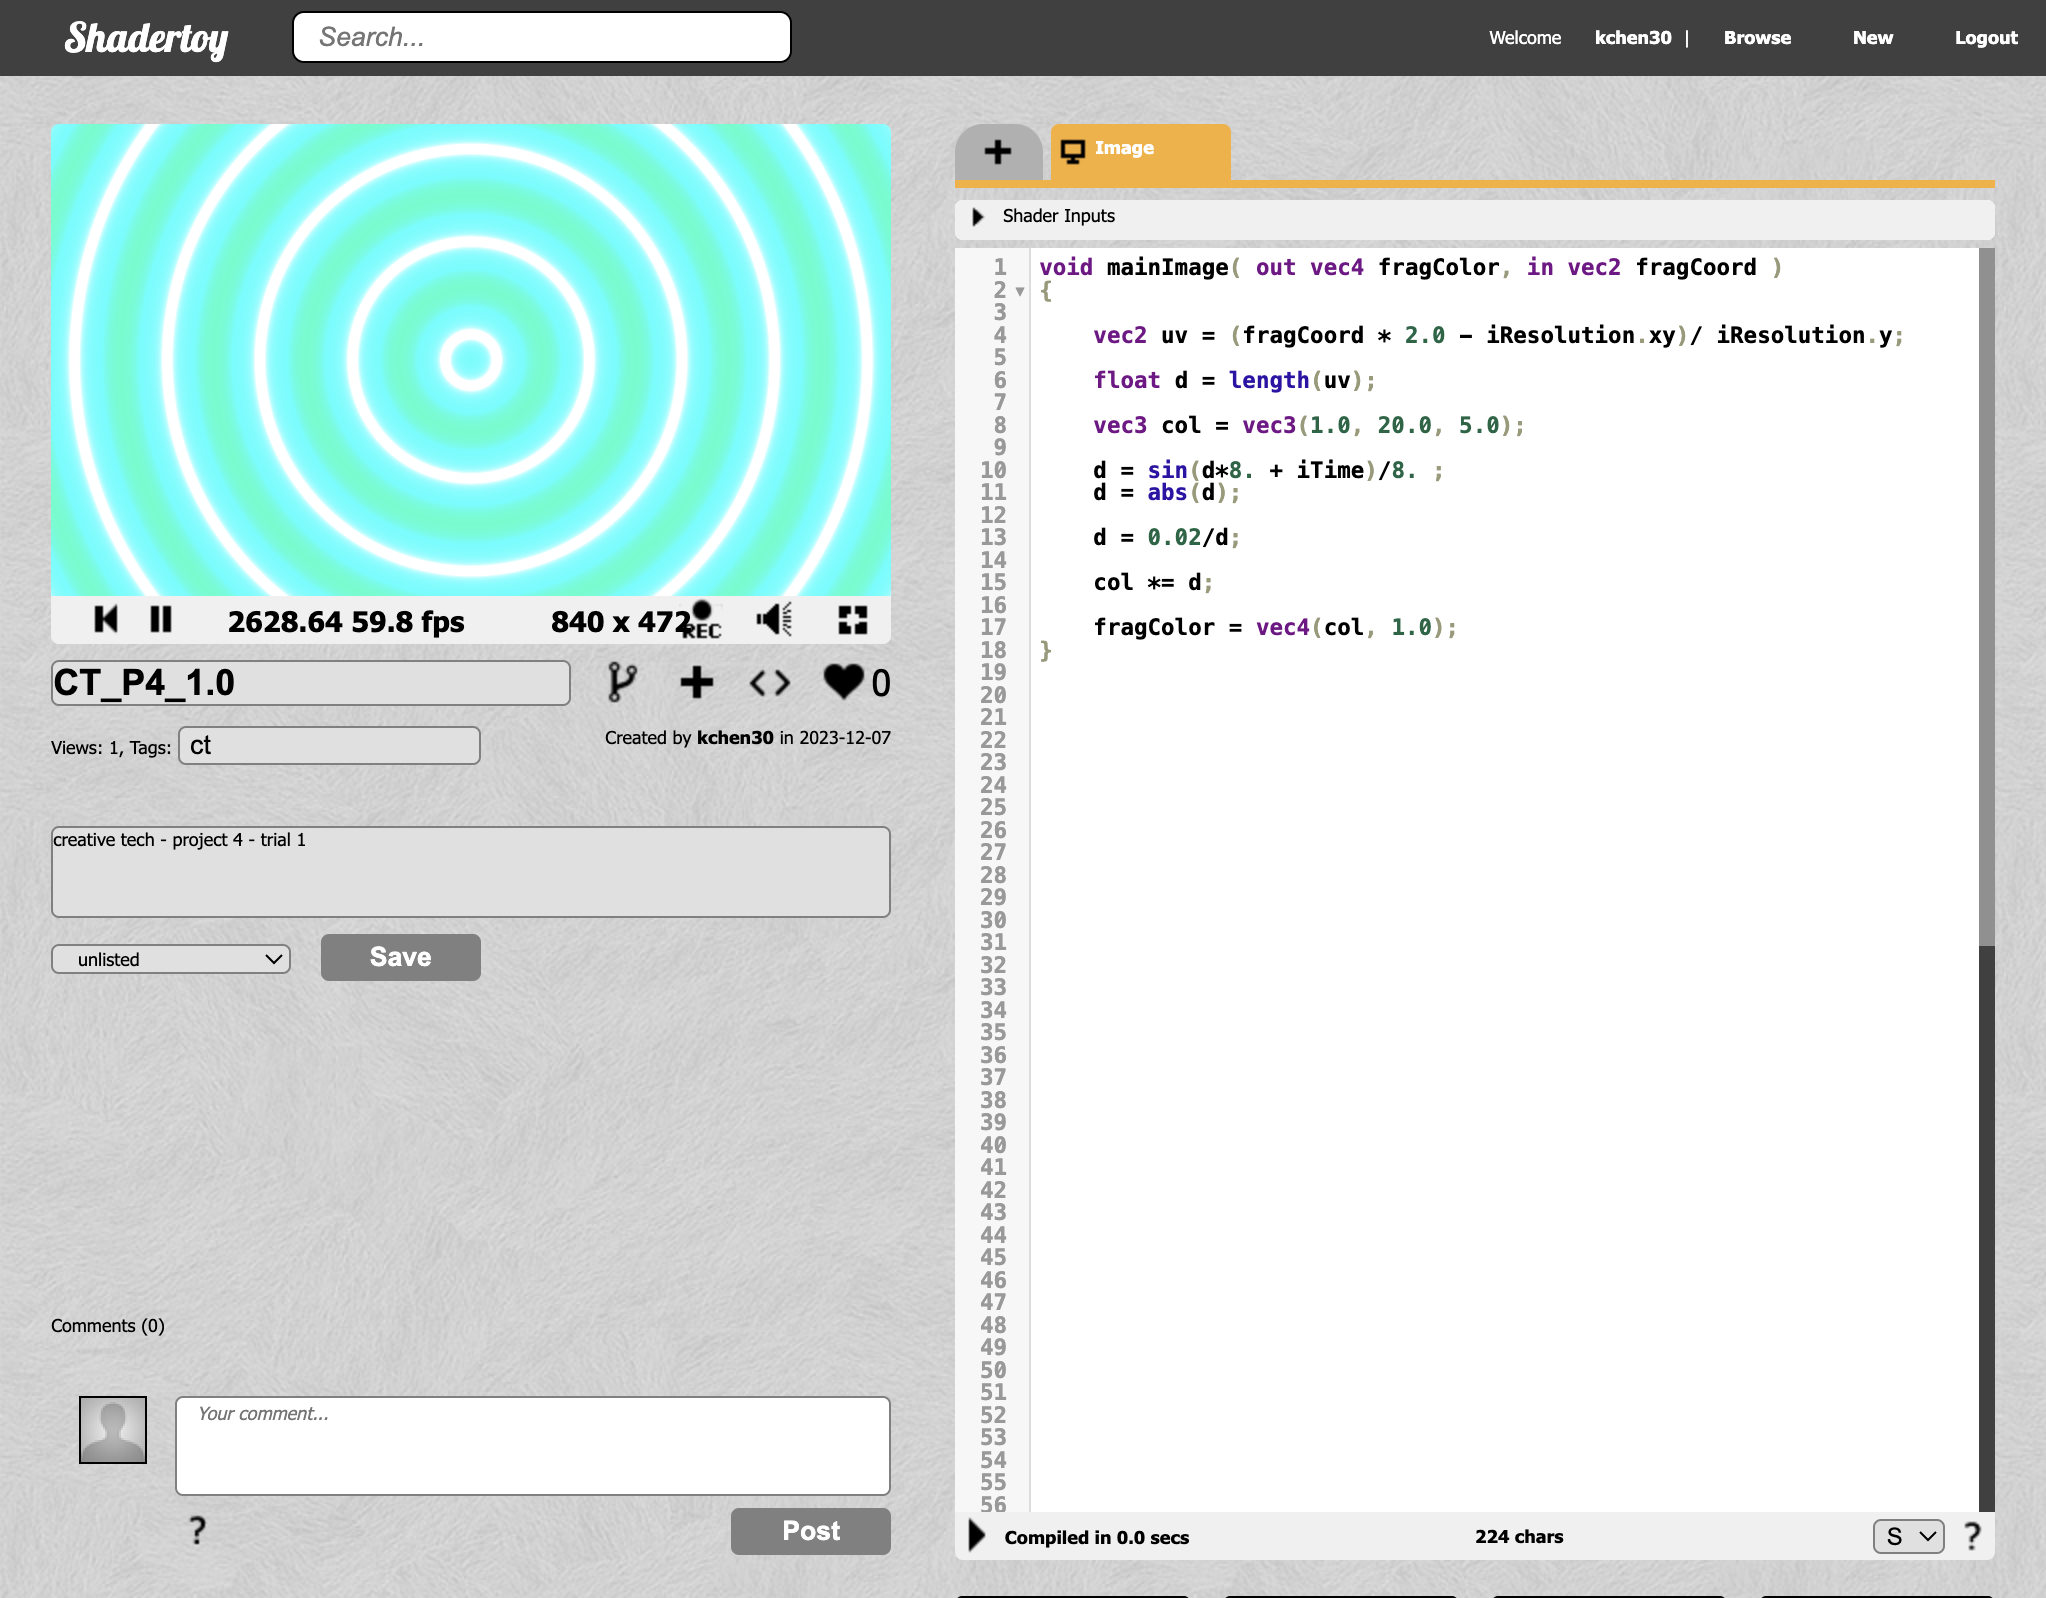 Shadertoy
Search...
Welcome kchen30 | Browse New Logout
Image
Shader Inputs
1 void mainImage( out vec4 fragColor, in vec2 fragCoord )
2 {
3
4 vec2 uv = (fragCoord * 2.0 - iResolution.xy)/ iResolution.y;
5
6 float d = length(uv);
7
8 vec3 col = vec3(1.0, 20.0, 5.0);
9
10 d = sin(d*8. + iTime)/8. ;
11 d = abs(d);
12
13 d = 0.02/d;
14
15 col *= d;
16
17 fragColor = vec4(col, 1.0);
18 }
19
20
21
22
23
24
25
26
27
28
29
30
31
32
33
34
35
36
37
38
39
40
41
42
43
44
45
46
47
48
49
50
51
52
53
54
55
56
Compiled in 0.0 secs 224 chars S ?
2628.64 59.8 fps 840 x 472 REC
CT_P4_1.0
0
Views: 1, Tags: ct
Created by kchen30 in 2023-12-07
creative tech - project 4 - trial 1
unlisted Save
Comments (0)
Your comment...
? Post